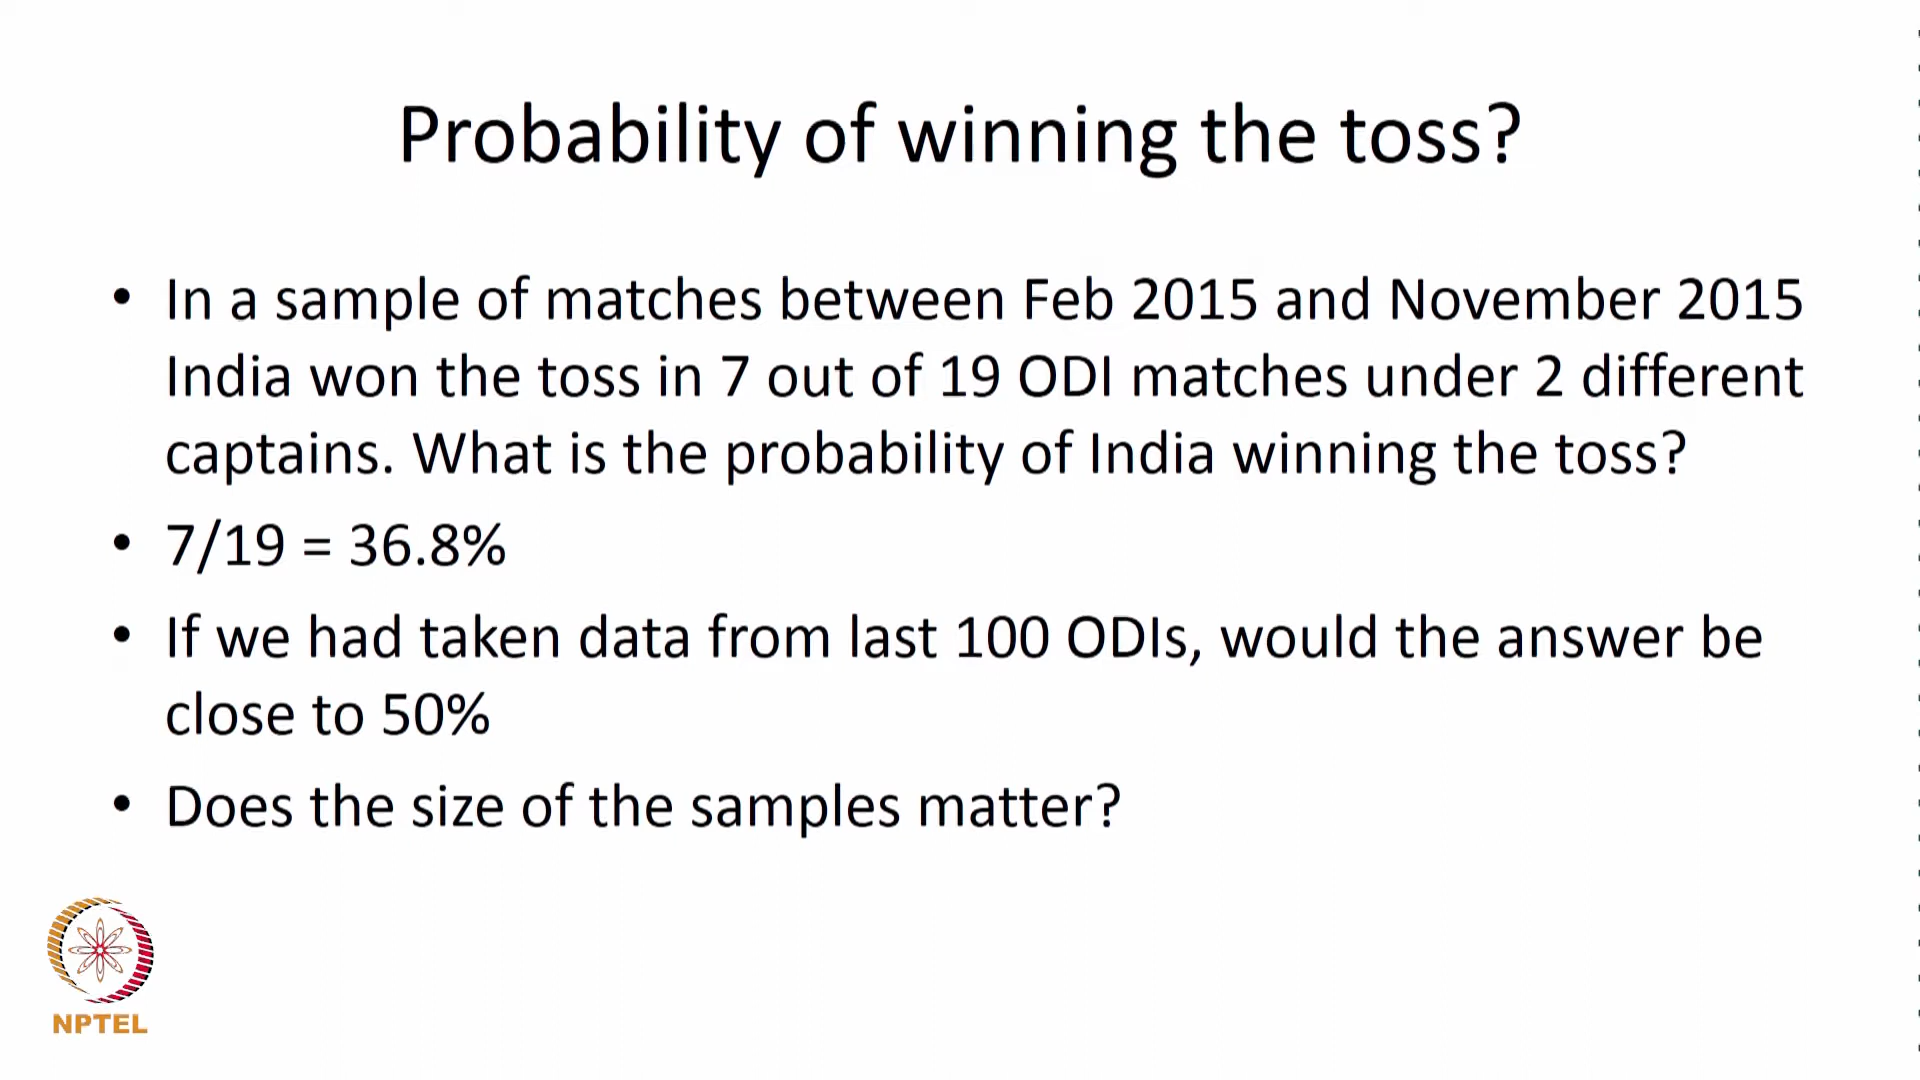 Probability of winning the toss?
• In a sample of matches between Feb 2015 and November 2015
India won the toss in 7 out of 19 ODI matches under 2 different
captains. What is the probability of India winning the toss?
• 7/19 = 36.8%
• If we had taken data from last 100 ODIs, would the answer be
close to 50%
• Does the size of the samples matter?
NPTEL